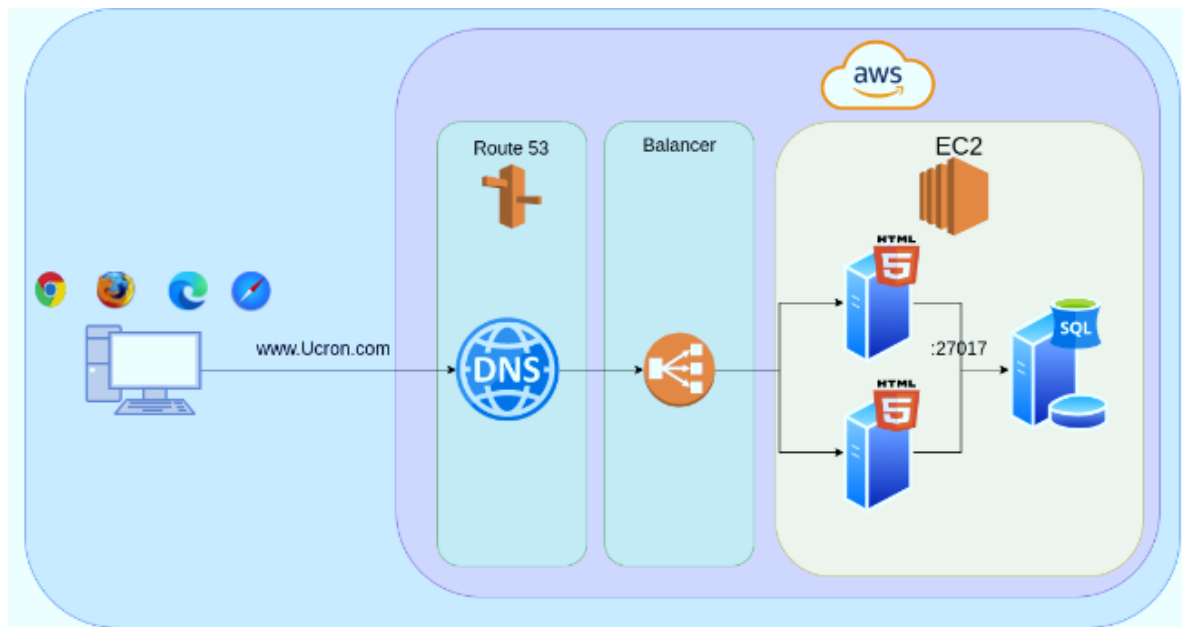 aws
Route 53
Balancer
EC2
www.Ucron.com
DNS
HTML
5
:27017
SQL
HTML
5